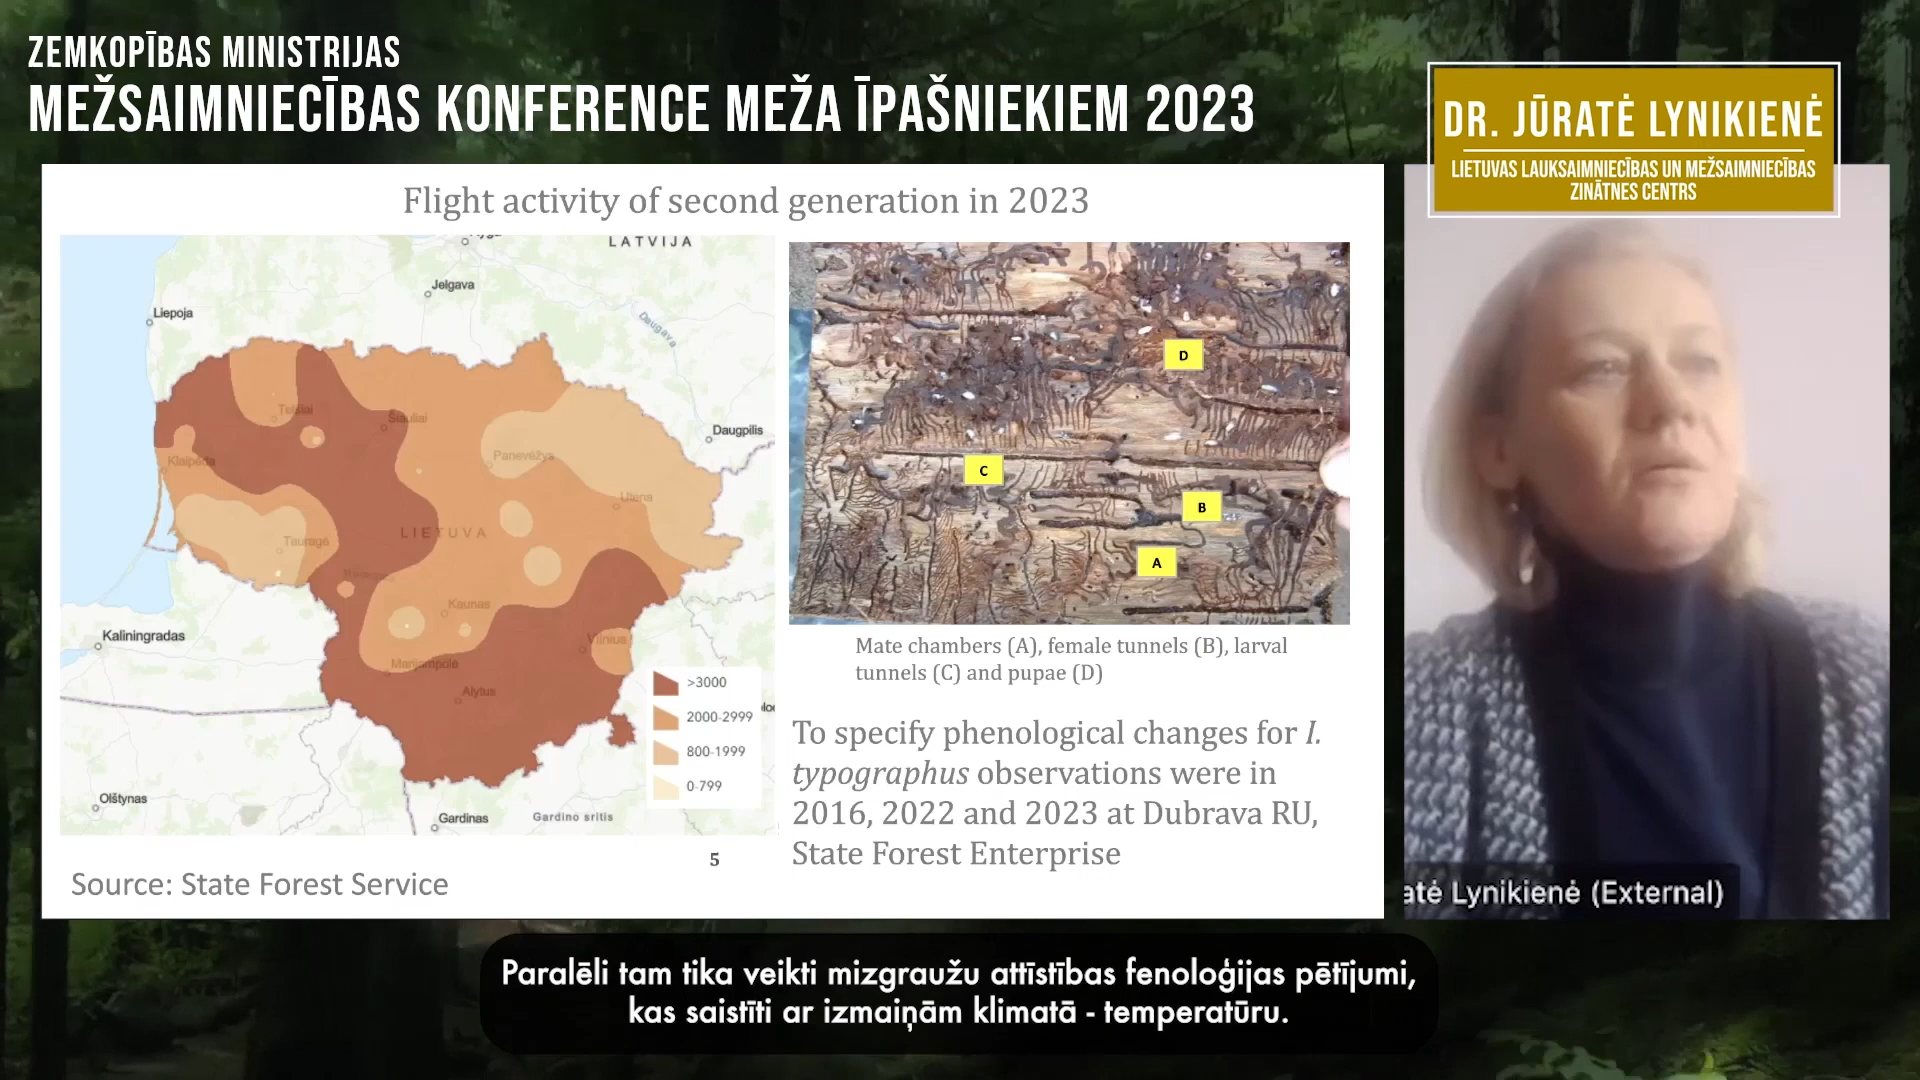 ZEMKOPĪBAS MINISTRIJAS
MEŽSAIMNIECĪBAS KONFERENCE MEŽA ĪPAŠNIEKIEM 2023
DR. JŪRATĖ LYNIKIENĖ
LIETUVAS LAUKSAIMNIECĪBAS UN MEŽSAIMNIECĪBAS
ZINĀTNES CENTRS
Flight activity of second generation in 2023
LATVIJA
Jelgava
Liepoja
Daugava
Telšiai
Šiauliai
Daugpilis
Klaipėda
Panevėžys
Utena
LIETUVA
Tauragė
Kaunas
Kaliningradas
Vilnius
Marijampolė
Alytus
>3000
2000-2999
800-1999
0-799
Olštynas
Gardinas
Gardino sritis
D
C
B
A
Mate chambers (A), female tunnels (B), larval
tunnels (C) and pupae (D)
To specify phenological changes for I.
typographus observations were in
2016, 2022 and 2023 at Dubrava RU,
State Forest Enterprise
5
Source: State Forest Service
atė Lynikienė (External)
Paralēli tam tika veikti mizgraužu attīstības fenoloģijas pētījumi,
kas saistīti ar izmaiņām klimatā - temperatūru.